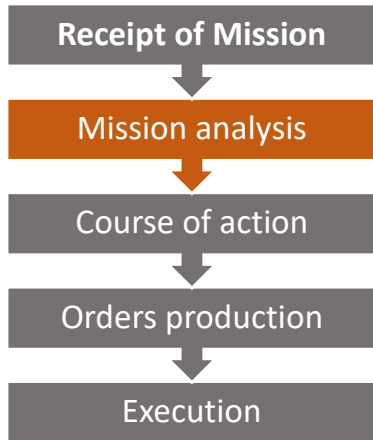 Receipt of Mission
Mission analysis
Course of action
Orders production
Execution